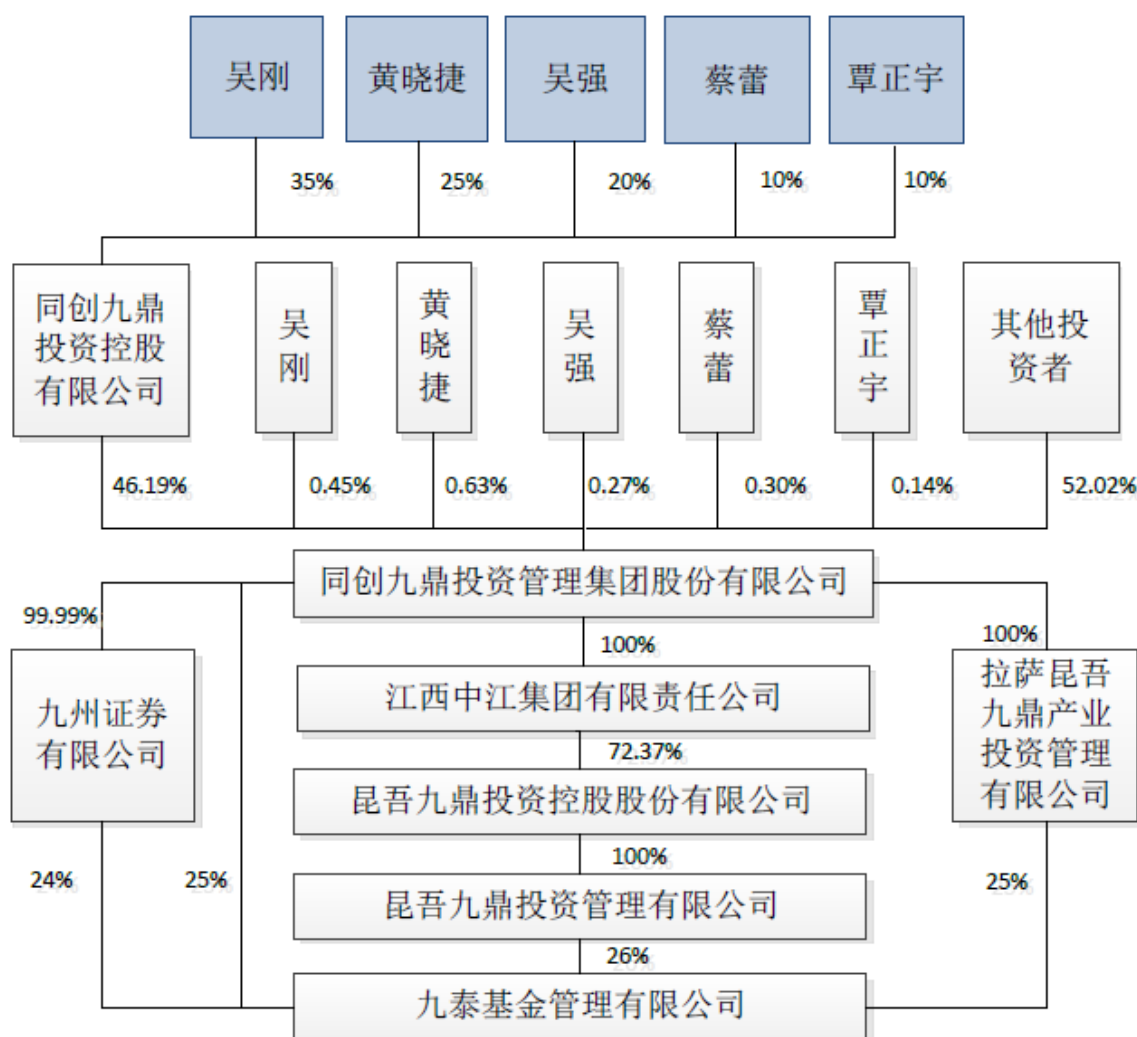 吴刚
黄晓捷
吴强
蔡蕾
覃正宇
35%
25%
20%
10%
10%
同创九鼎
投资控股
有限公司
吴
刚
黄
晓
捷
吴
强
蔡
蕾
覃
正
宇
其他投
资者
46.19%
0.45%
0.63%
0.27%
0.30%
0.14%
52.02%
同创九鼎投资管理集团股份有限公司
99.99%
100%
100%
九州证券
有限公司
江西中江集团有限责任公司
拉萨昆吾
九鼎产业
投资管理
有限公司
72.37%
昆吾九鼎投资控股股份有限公司
24%
25%
100%
25%
昆吾九鼎投资管理有限公司
26%
九泰基金管理有限公司